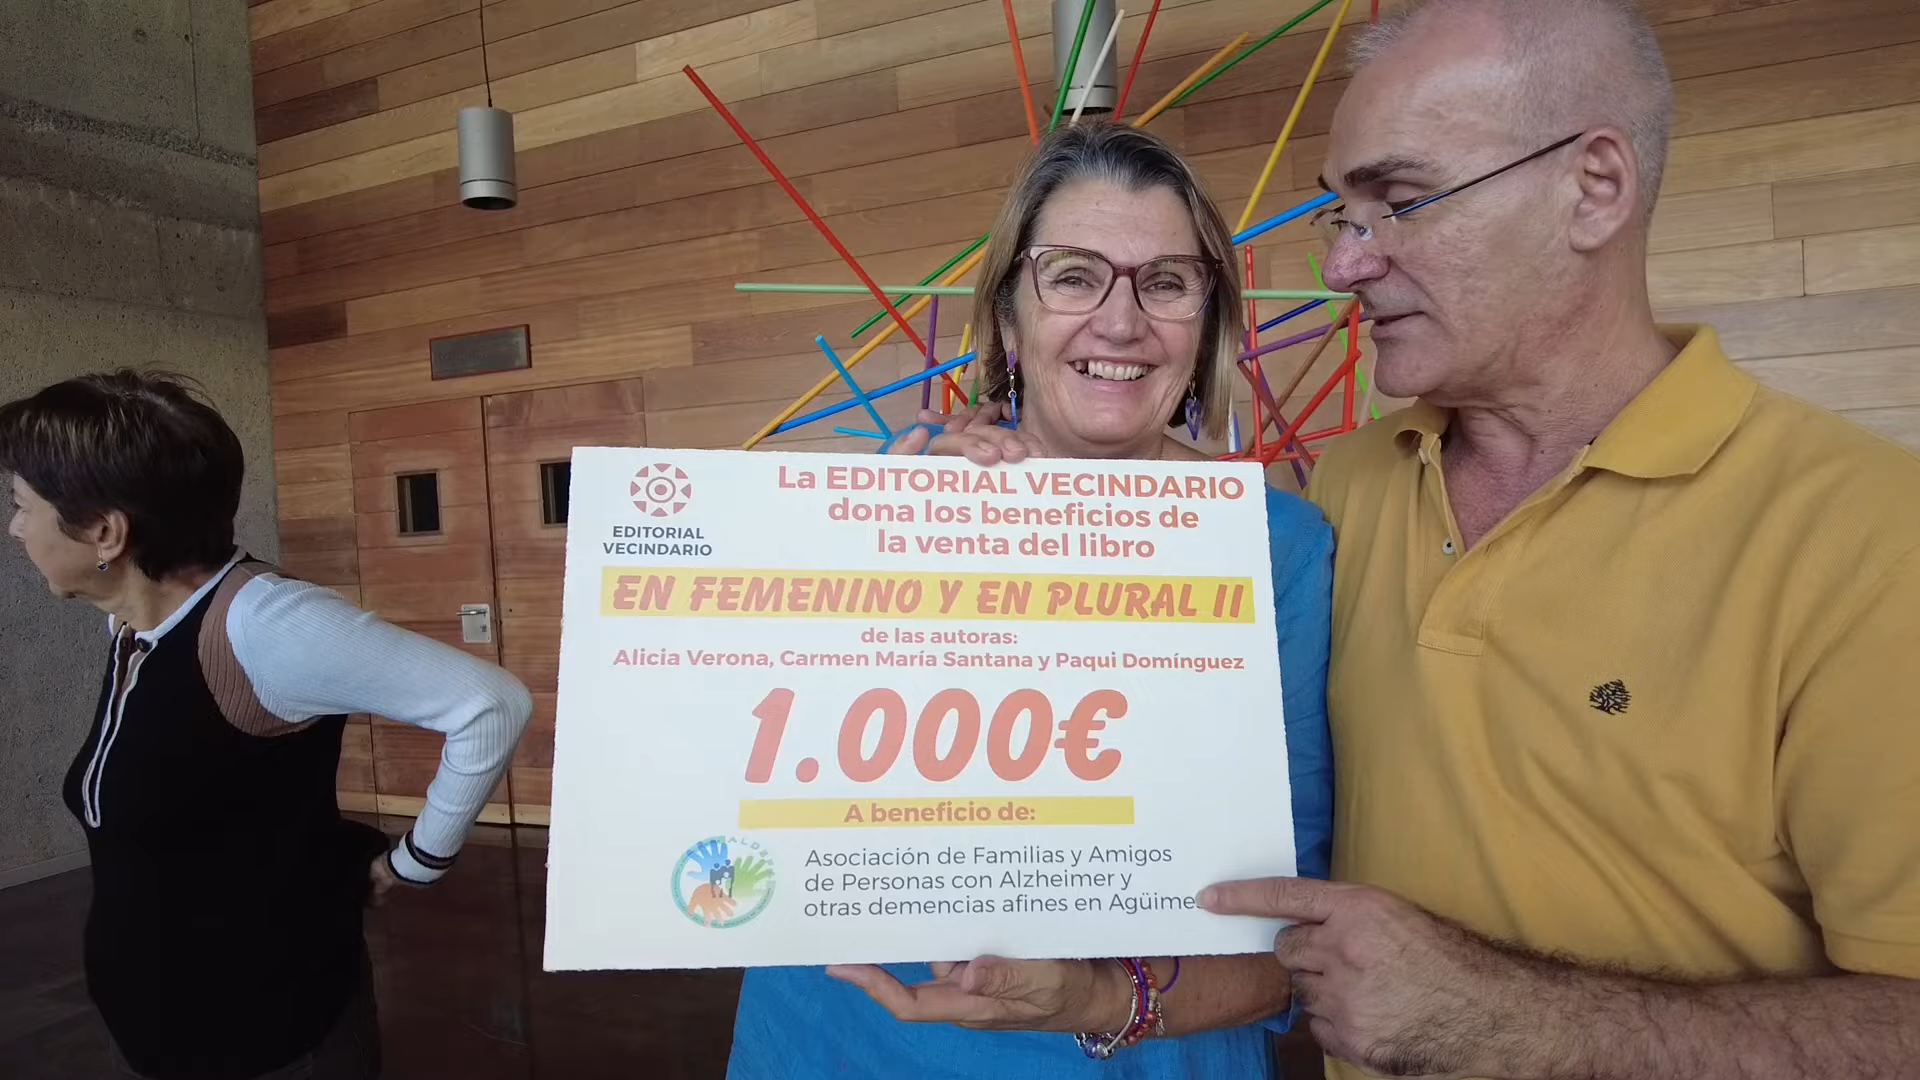 EDITORIAL
VECINDARIO
La EDITORIAL VECINDARIO
dona los beneficios de
la venta del libro
EN FEMENINO Y EN PLURAL II
de las autoras:
Alicia Verona, Carmen María Santana y Paqui Domínguez
1.000€
A beneficio de:
Asociación de Familias y Amigos
de Personas con Alzheimer y
otras demencias afines en Agüime